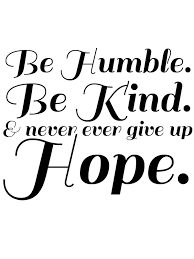 Be Humble.
Be Kind.
& never ever give up
Hope.